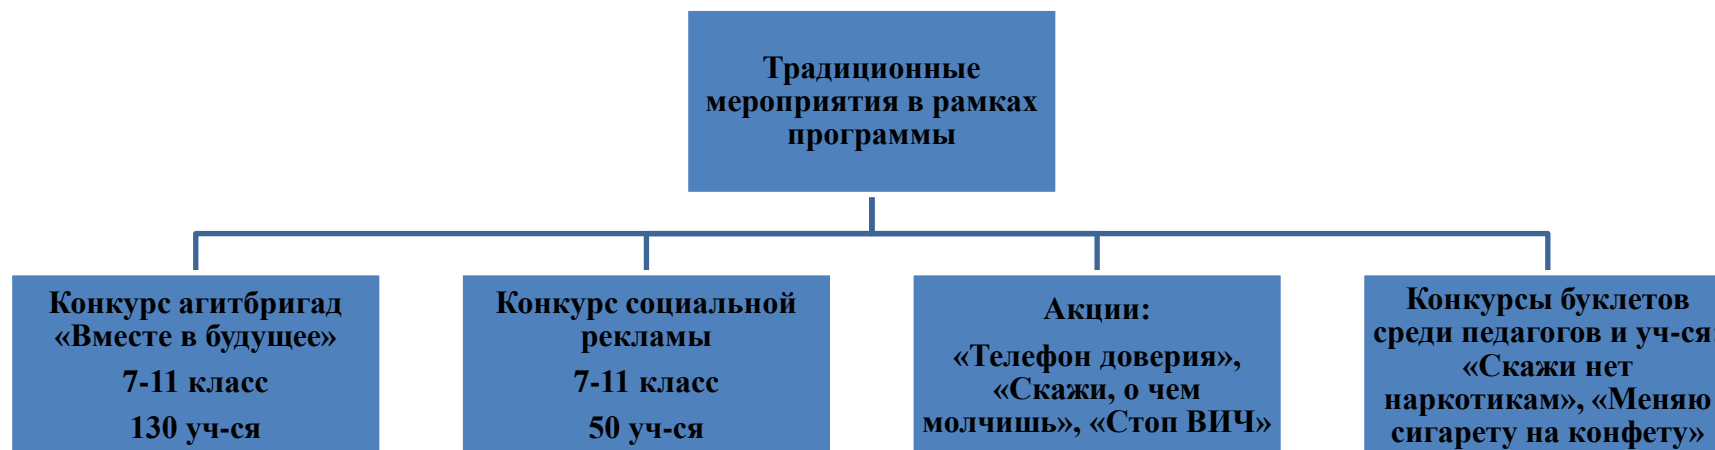 Традиционные
мероприятия в рамках
программы
Конкурс агитбригад
«Вместе в будущее»
7-11 класс
130 уч-ся
Конкурс социальной
рекламы
7-11 класс
50 уч-ся
Акции:
«Телефон доверия»,
«Скажи, о чем
молчишь», «Стоп ВИЧ»
Конкурсы буклетов
среди педагогов и уч-ся:
«Скажи нет
наркотикам», «Меняю
сигарету на конфету»